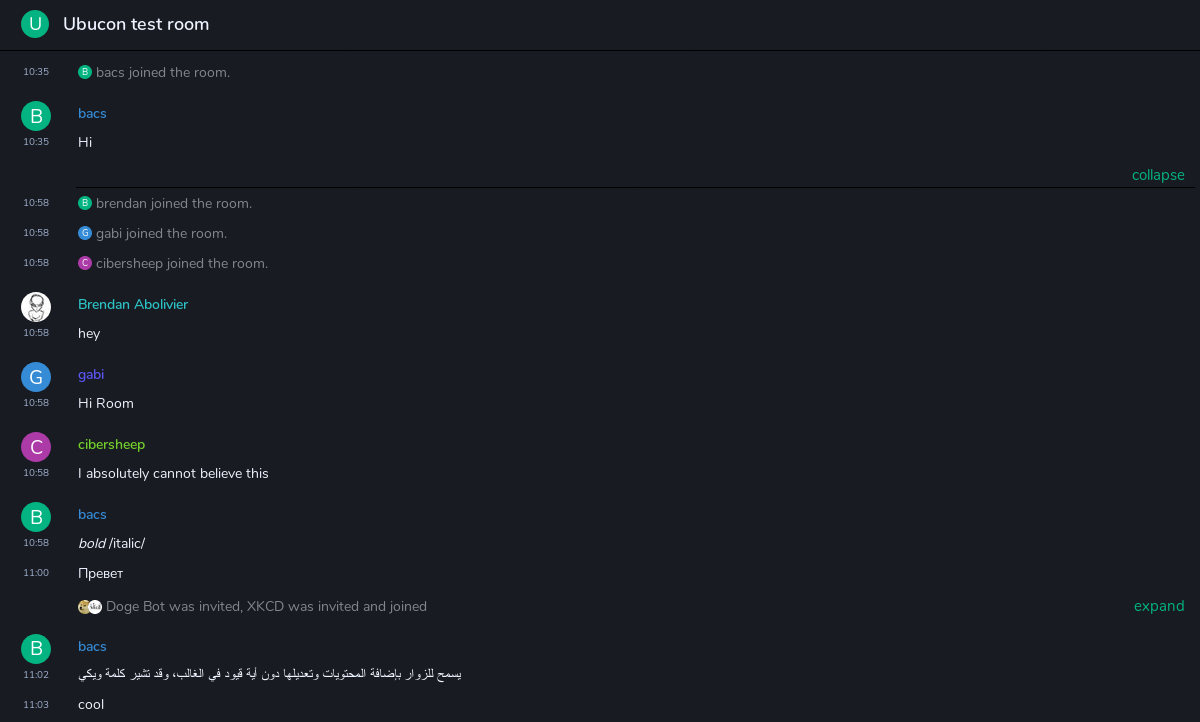 U Ubucon test room
10:35 B bacs joined the room.
B bacs
10:35 Hi
collapse
10:58 B brendan joined the room.
10:58 G gabi joined the room.
10:58 C cibersheep joined the room.
Brendan Abolivier
10:58 hey
G gabi
10:58 Hi Room
C cibersheep
10:58 I absolutely cannot believe this
B bacs
10:58 bold /italic/
11:00 Превет
Doge Bot was invited, XKCD was invited and joined expand
B bacs
11:02 يسمح للزوار بإضافة المحتويات وتعديلها دون أية قيود في الغالب، وقد تشير كلمة ويكي
11:03 cool